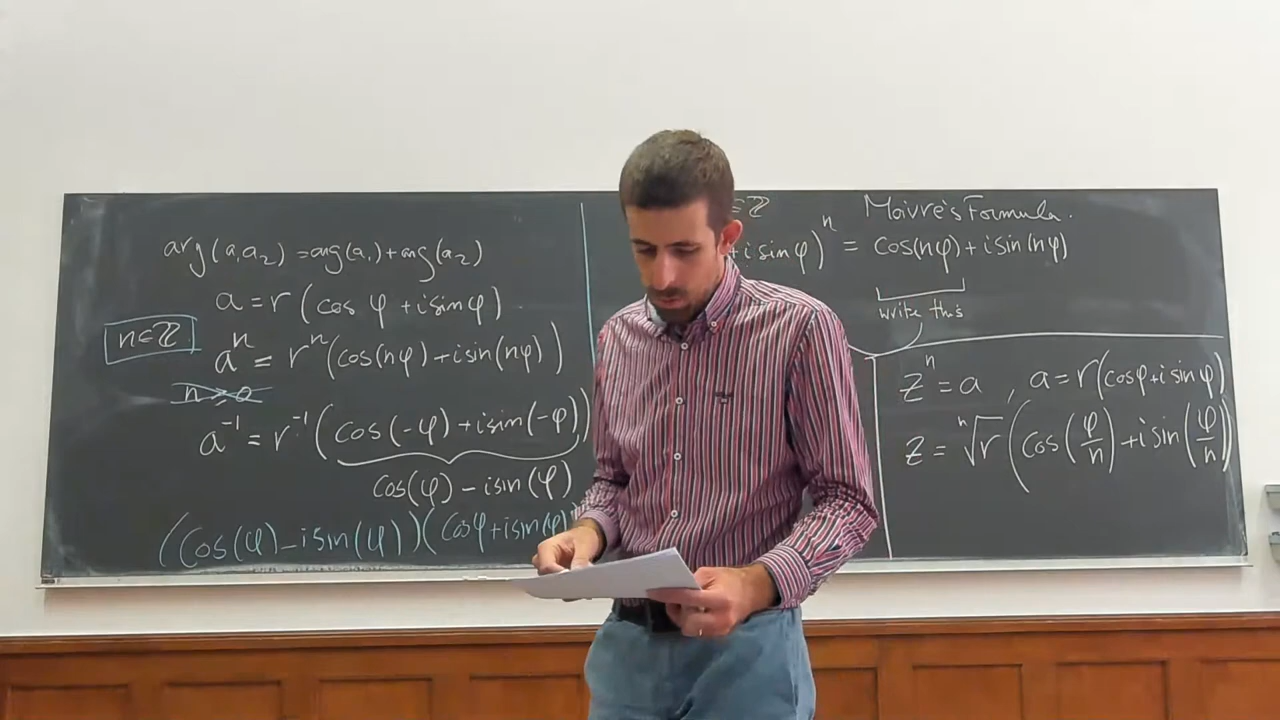 arg(a₁a₂) = arg(a₁) + arg(a₂)
a = r (cos φ + i sin φ)
n ∈ ℤ
aⁿ = rⁿ (cos(nφ) + i sin(nφ))
n ≥ 0
a⁻¹ = r⁻¹ (cos(-φ) + i sin(-φ))
cos(φ) - i sin(φ)
(cos(φ) - i sin(φ))(cos φ + i sin(φ)
∈ ℤ
Moivre's Formula.
+ i sin φ)ⁿ = cos(nφ) + i sin(nφ)
write this
zⁿ = a , a = r(cos φ + i sin φ)
z = ⁿ√r (cos(φ/n) + i sin(φ/n))